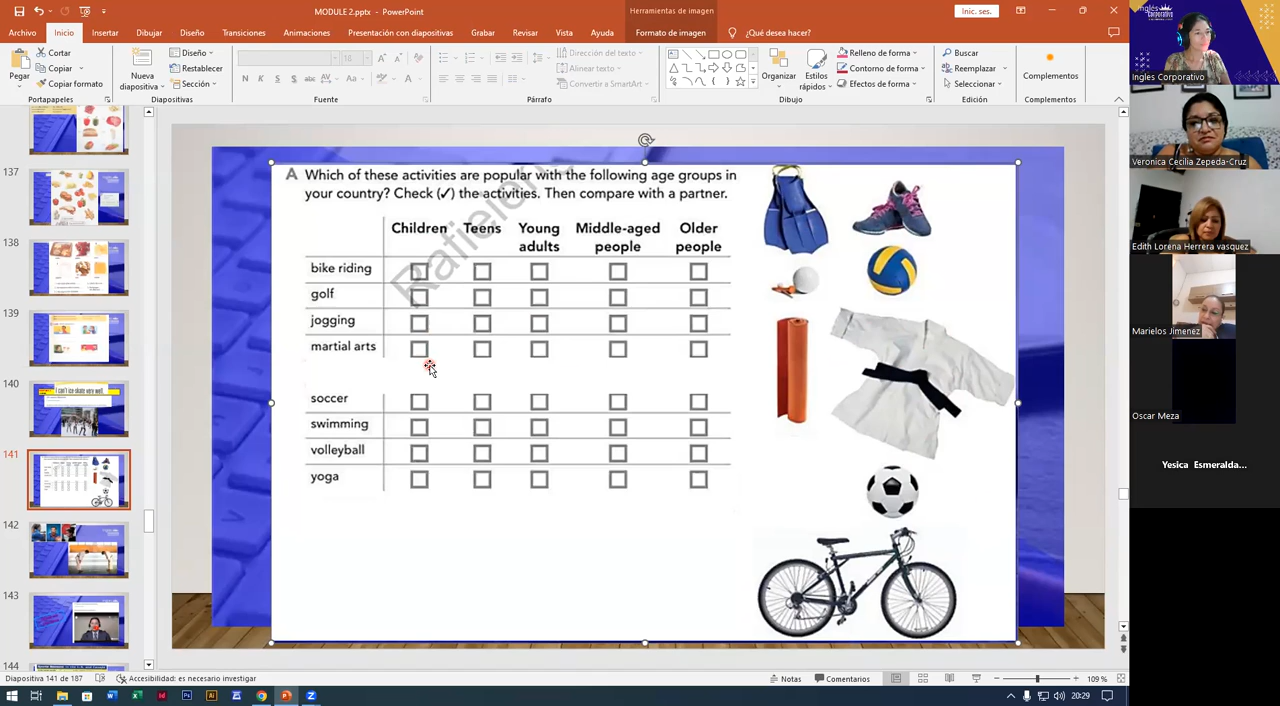 MODULE 2.pptx - PowerPoint
Herramientas de imagen
Inic. ses.
Archivo Inicio Insertar Dibujar Diseño Transiciones Animaciones Presentación con diapositivas Grabar Revisar Vista Ayuda Formato de imagen ¿Qué desea hacer?
Pegar
Cortar
Copiar
Copiar formato
Portapapeles
Nueva diapositiva
Diseño
Restablecer
Sección
Diapositivas
N K S S
Aa
A
Fuente
Dirección del texto
Alinear texto
Convertir a SmartArt
Párrafo
Organizar
Estilos rápidos
Relleno de forma
Contorno de forma
Efectos de forma
Dibujo
Buscar
Reemplazar
Seleccionar
Edición
Complementos
Complementos
137
138
139
140
I can't ice skate very well.
141
142
143
144
A Which of these activities are popular with the following age groups in
your country? Check (✓) the activities. Then compare with a partner.
Children Teens Young adults Middle-aged people Older people
bike riding
golf
jogging
martial arts
soccer
swimming
volleyball
yoga
Inglés Corporativo
Veronica Cecilia Zepeda-Cruz
Edith Lorena Herrera vasquez
Marielos Jimenez
Oscar Meza
Yesica Esmeralda...
Diapositiva 141 de 187
Accesibilidad: es necesario investigar
Notas
Comentarios
109 %
20:29